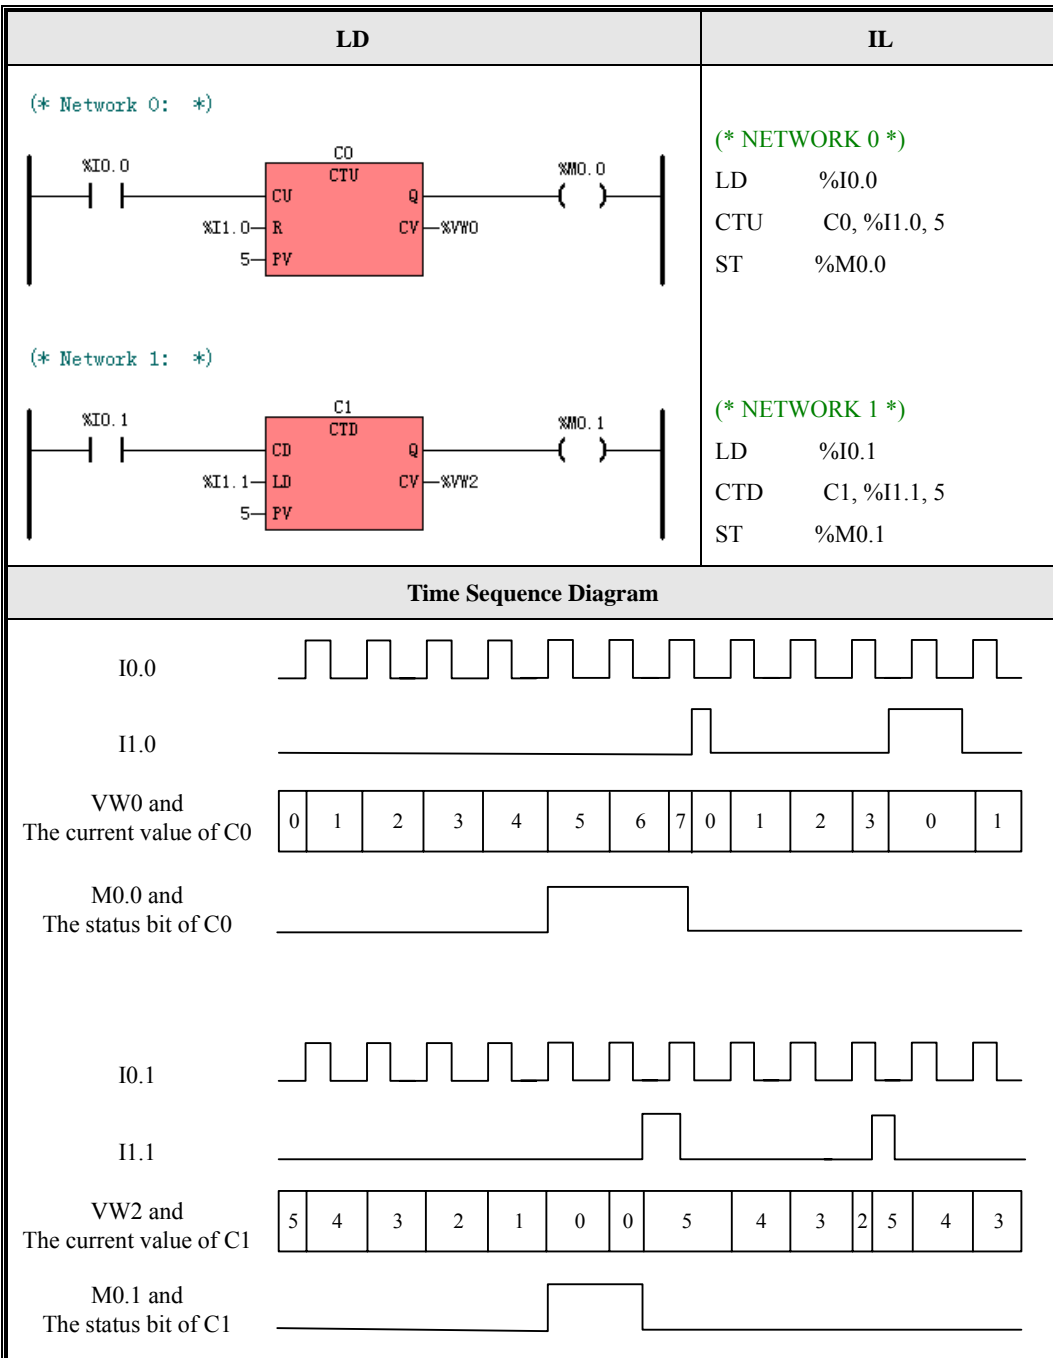 LD IL
(* Network 0: *)
C0
%I0.0 CTU %M0.0
CU Q
%I1.0 R CV %VW0
5 PV
(* NETWORK 0 *)
LD %I0.0
CTU C0, %I1.0, 5
ST %M0.0
(* Network 1: *)
C1
%I0.1 CTD %M0.1
CD Q
%I1.1 LD CV %VW2
5 PV
(* NETWORK 1 *)
LD %I0.1
CTD C1, %I1.1, 5
ST %M0.1
Time Sequence Diagram
I0.0
I1.0
VW0 and
The current value of C0
0 1 2 3 4 5 6 7 0 1 2 3 0 1
M0.0 and
The status bit of C0
I0.1
I1.1
VW2 and
The current value of C1
5 4 3 2 1 0 0 5 4 3 2 5 4 3
M0.1 and
The status bit of C1